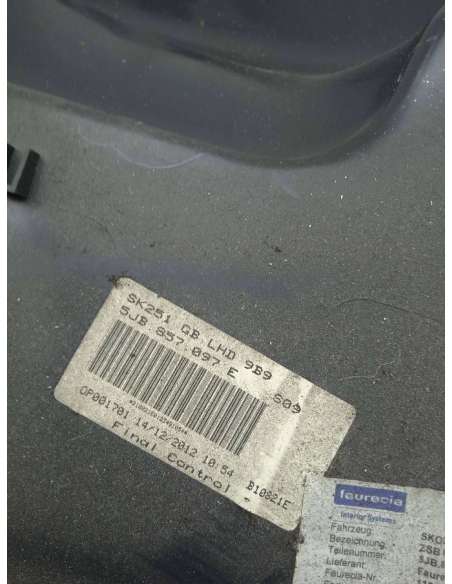 SK251 GB LHD 9B9 S09
5JB 857.097 E
OP001701 14/12/2012 10:54 B10821E
Final Control
faurecia
Interior Systems
Fahrzeug:
Bezeichnung:
Teilenummer:
Lieferant:
Faurecia-Nr.